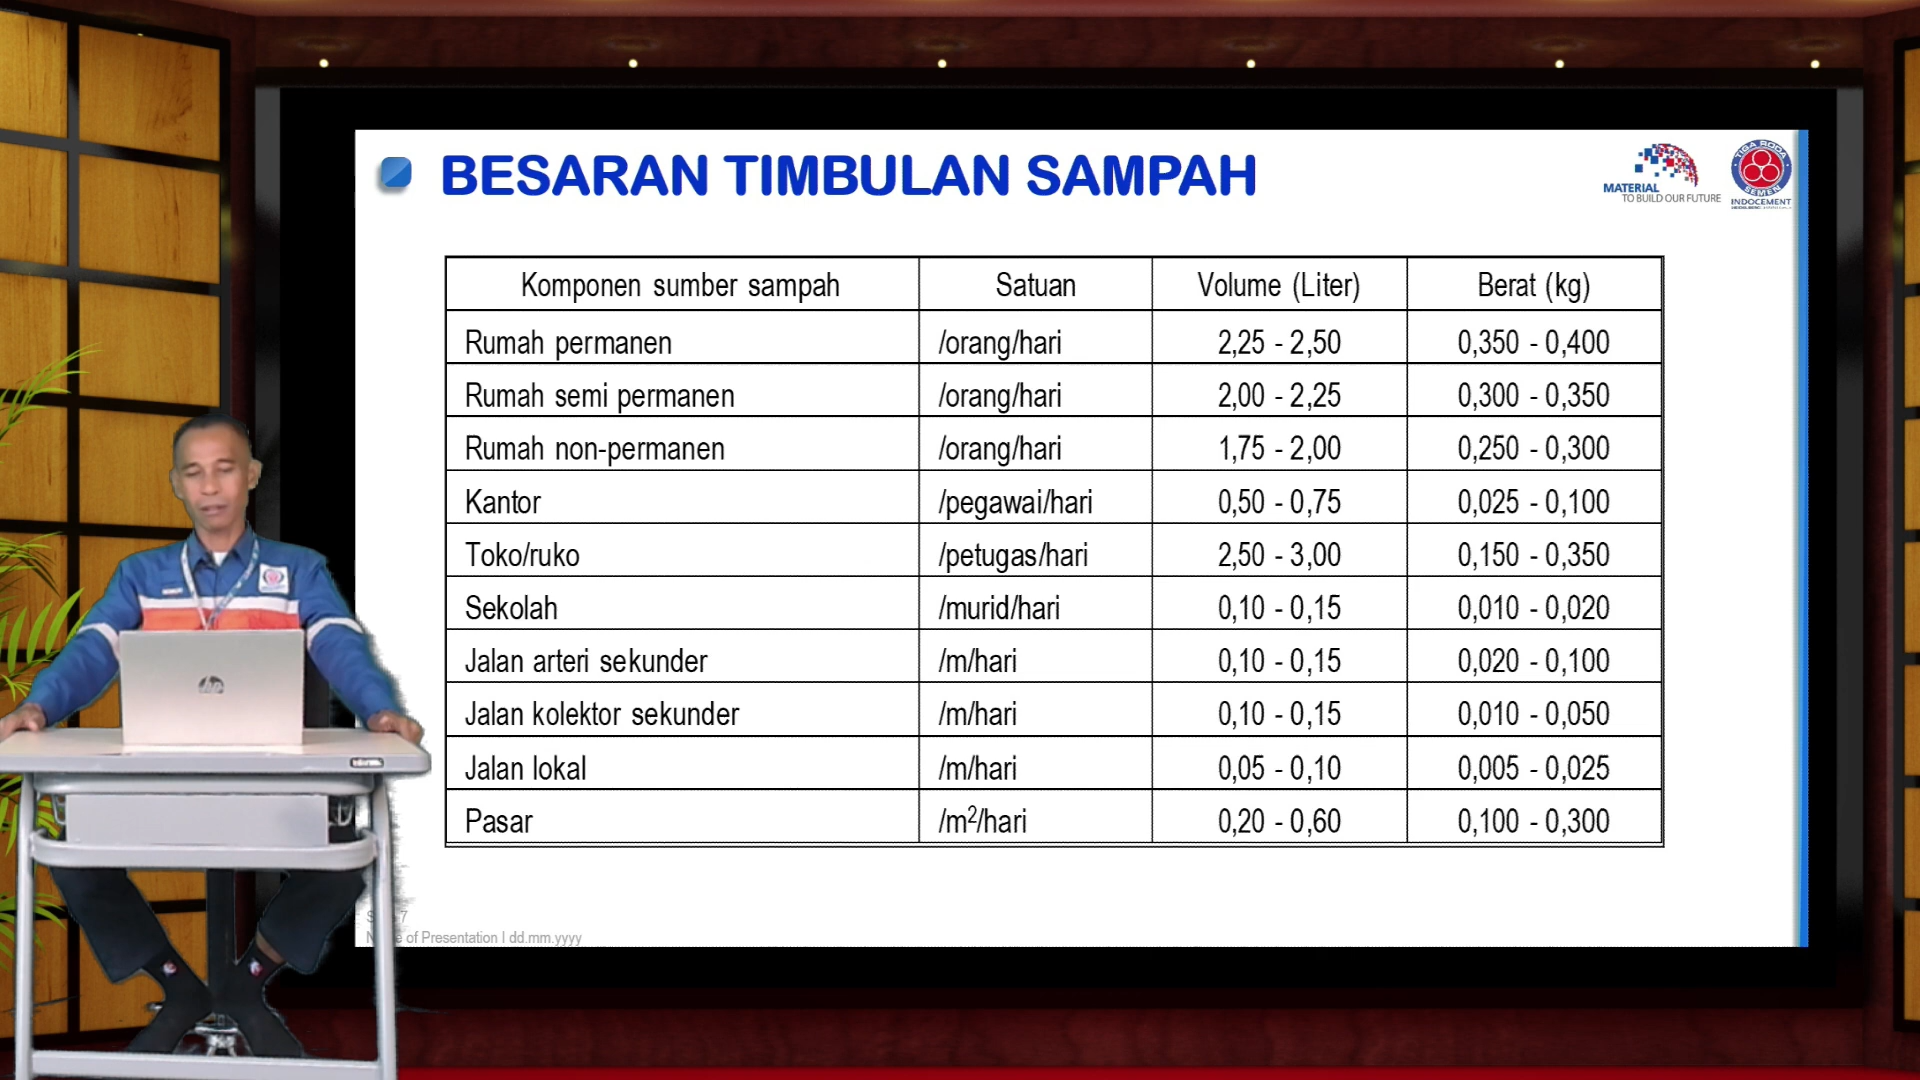 BESARAN TIMBULAN SAMPAH
MATERIAL
TO BUILD OUR FUTURE
TIGA RODA
SEMEN
INDOCEMENT
Komponen sumber sampah Satuan Volume (Liter) Berat (kg)
Rumah permanen /orang/hari 2,25 - 2,50 0,350 - 0,400
Rumah semi permanen /orang/hari 2,00 - 2,25 0,300 - 0,350
Rumah non-permanen /orang/hari 1,75 - 2,00 0,250 - 0,300
Kantor /pegawai/hari 0,50 - 0,75 0,025 - 0,100
Toko/ruko /petugas/hari 2,50 - 3,00 0,150 - 0,350
Sekolah /murid/hari 0,10 - 0,15 0,010 - 0,020
Jalan arteri sekunder /m/hari 0,10 - 0,15 0,020 - 0,100
Jalan kolektor sekunder /m/hari 0,10 - 0,15 0,010 - 0,050
Jalan lokal /m/hari 0,05 - 0,10 0,005 - 0,025
Pasar /m²/hari 0,20 - 0,60 0,100 - 0,300
hp
7
of Presentation | dd.mm.yyyy